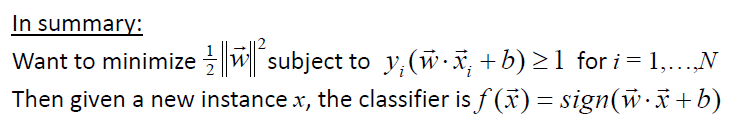 In summary:
Want to minimize ½‖w⃗‖² subject to yᵢ(w⃗ · x⃗ᵢ + b) ≥ 1 for i = 1,…,N
Then given a new instance x, the classifier is f(x⃗) = sign(w⃗ · x⃗ + b)